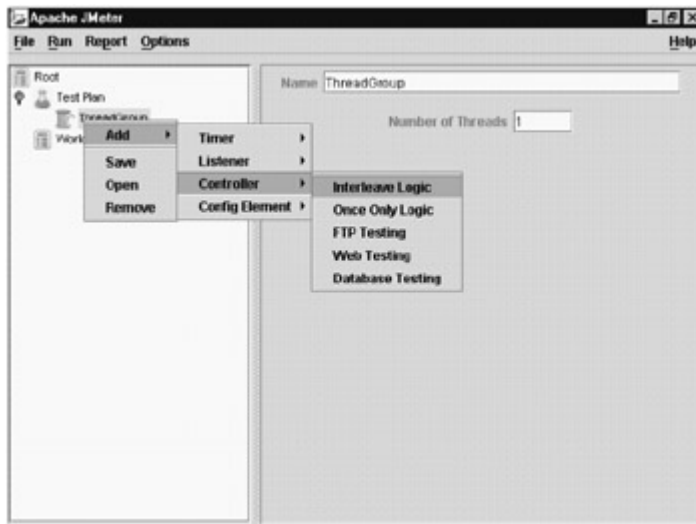 Apache JMeter
File Run Report Options Help
Root
Test Plan
ThreadGroup
Work
Add
Save
Open
Remove
Timer
Listener
Controller
Config Element
Interleave Logic
Once Only Logic
FTP Testing
Web Testing
Database Testing
Name ThreadGroup
Number of Threads 1